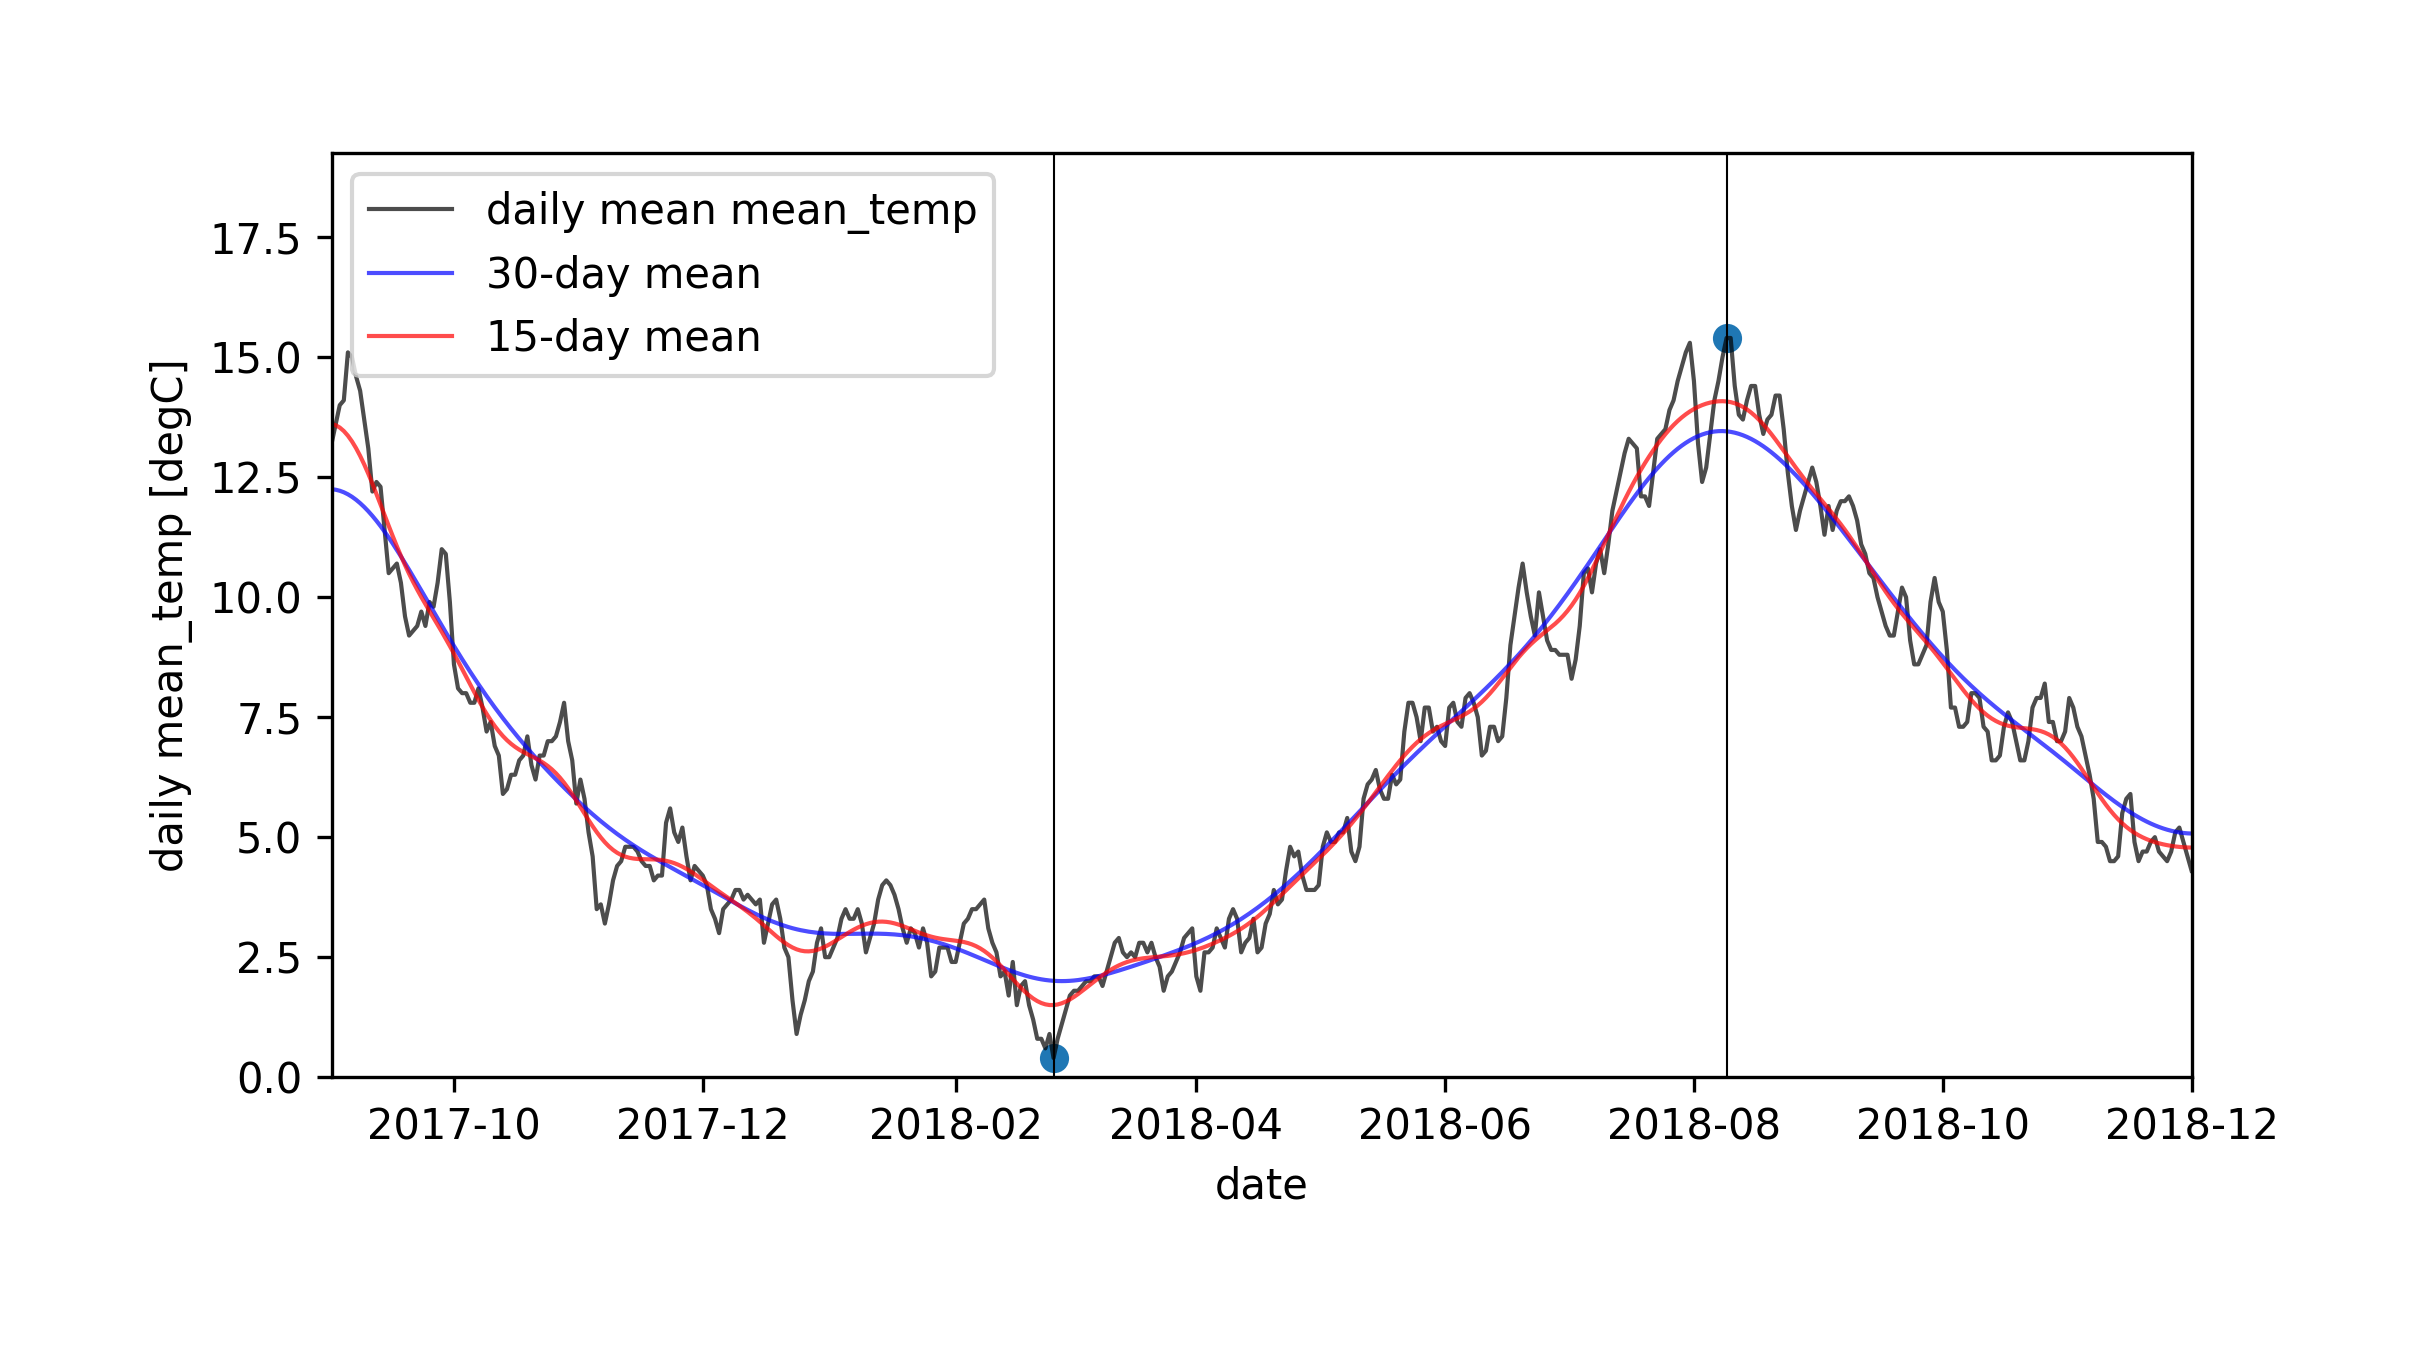 daily mean mean_temp
30-day mean
15-day mean
daily mean_temp [degC]
17.5
15.0
12.5
10.0
7.5
5.0
2.5
0.0
2017-10 2017-12 2018-02 2018-04 2018-06 2018-08 2018-10 2018-12
date